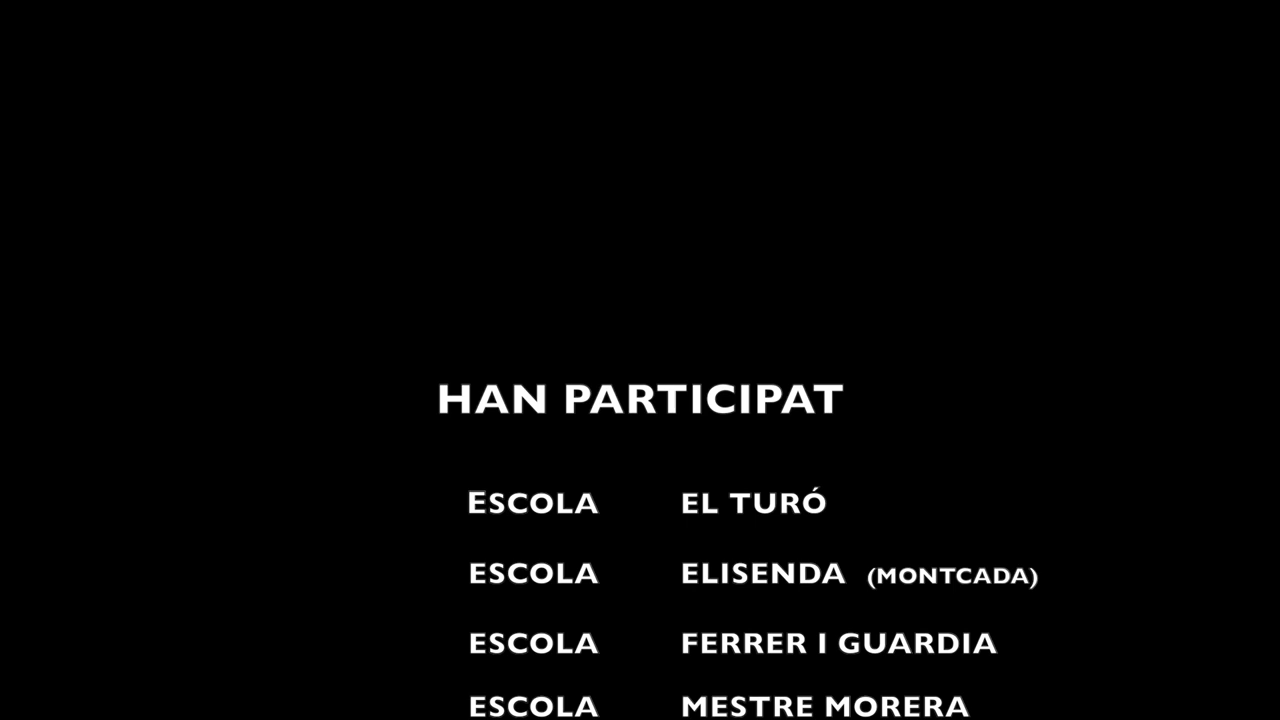 HAN PARTICIPAT
ESCOLA EL TURÓ
ESCOLA ELISENDA (MONTCADA)
ESCOLA FERRER I GUARDIA
ESCOLA MESTRE MORERA